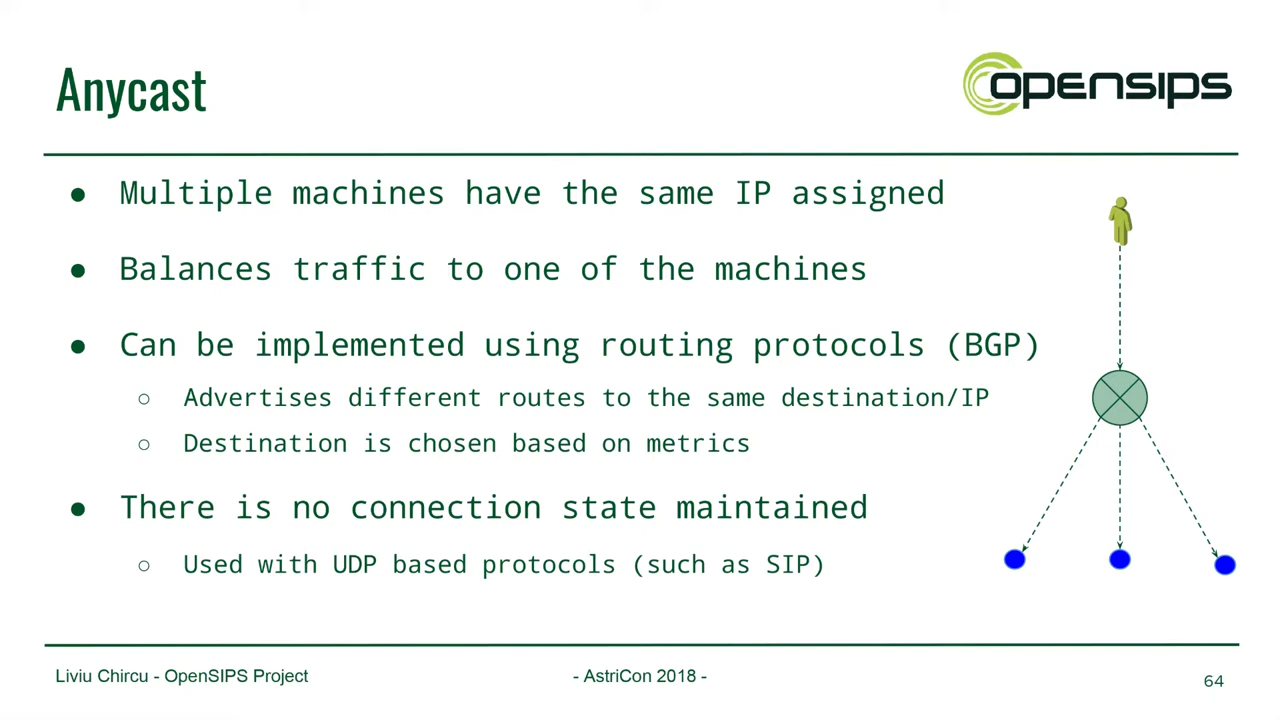 Anycast
OPENSIPS
● Multiple machines have the same IP assigned
● Balances traffic to one of the machines
● Can be implemented using routing protocols (BGP)
○ Advertises different routes to the same destination/IP
○ Destination is chosen based on metrics
● There is no connection state maintained
○ Used with UDP based protocols (such as SIP)
Liviu Chircu - OpenSIPS Project
- AstriCon 2018 -
64